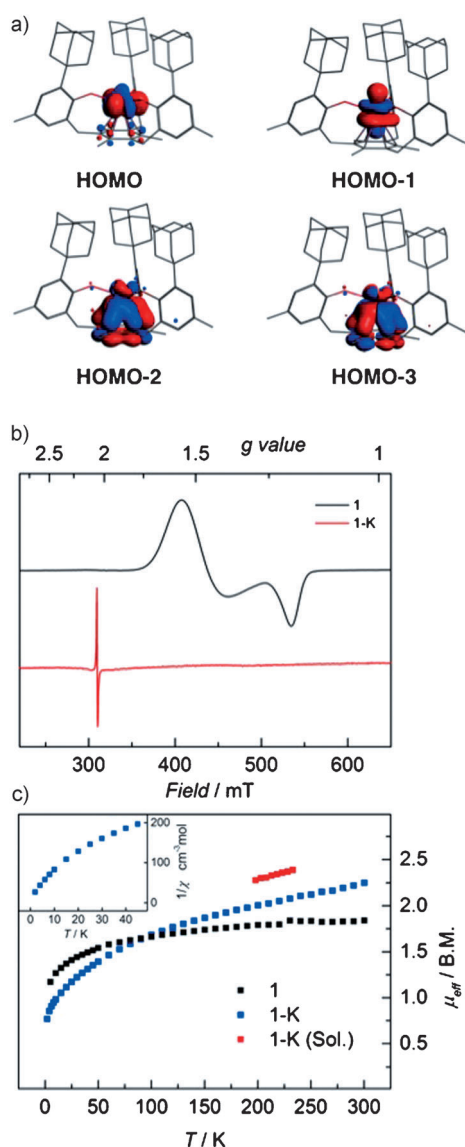 a)
HOMO HOMO-1
HOMO-2 HOMO-3
b)
2.5 2 1.5 1
g value
1
1-K
300 400 500 600
Field / mT
c)
200
100
0
1/χ cm⁻³mol
0 10 20 30 40
T / K
2.5
2.0
1.5
1.0
0.5
μeff / B.M.
1
1-K
1-K (Sol.)
0 50 100 150 200 250 300
T / K